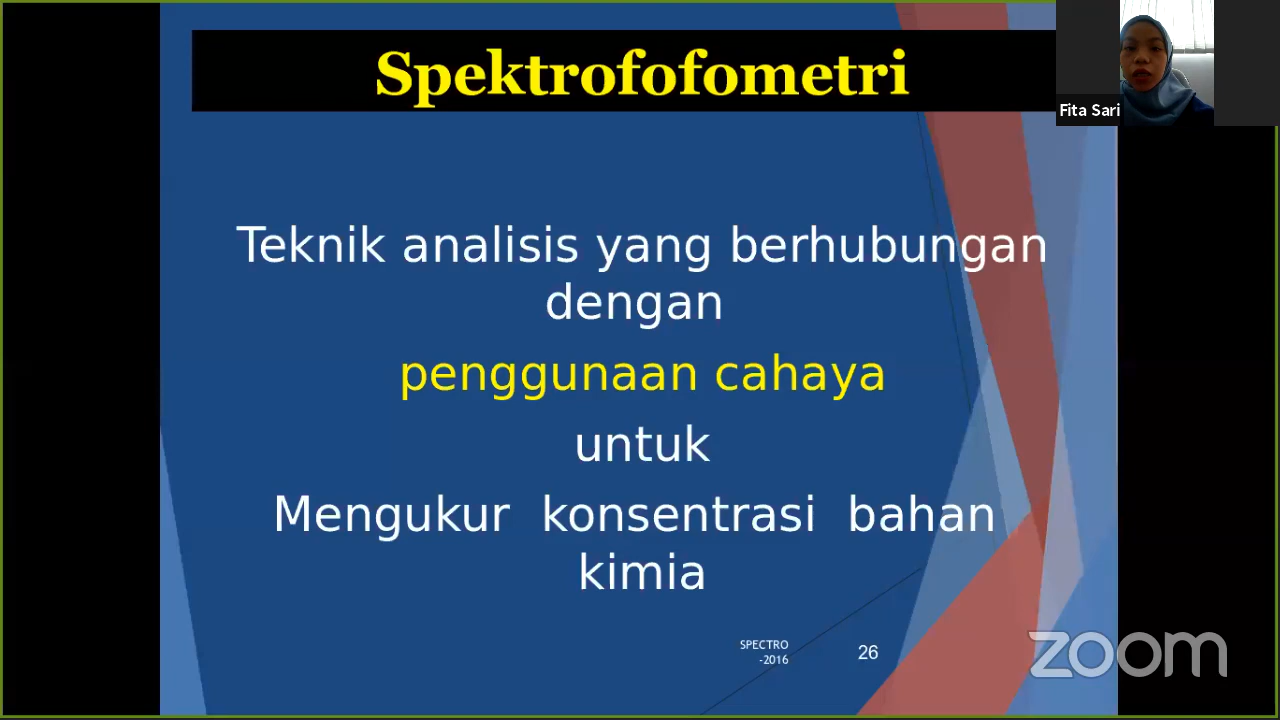 Spektrofofometri
Fita Sari
Teknik analisis yang berhubungan
dengan
penggunaan cahaya
untuk
Mengukur konsentrasi bahan
kimia
SPECTRO
-2016
26
zoom